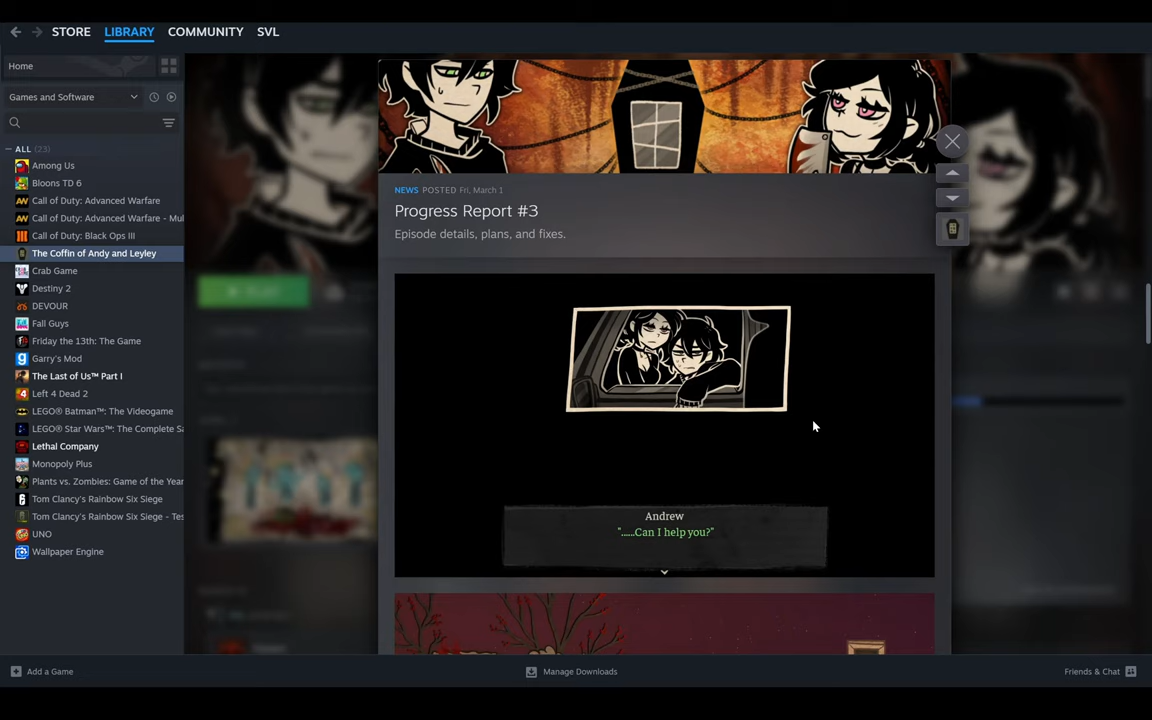 STORE LIBRARY COMMUNITY SVL
Home
Games and Software
ALL (23)
Among Us
Bloons TD 6
Call of Duty: Advanced Warfare
Call of Duty: Advanced Warfare - Mul
Call of Duty: Black Ops III
The Coffin of Andy and Leyley
Crab Game
Destiny 2
DEVOUR
Fall Guys
Friday the 13th: The Game
Garry's Mod
The Last of Us™ Part I
Left 4 Dead 2
LEGO® Batman™: The Videogame
LEGO® Star Wars™: The Complete Sa
Lethal Company
Monopoly Plus
Plants vs. Zombies: Game of the Year
Tom Clancy's Rainbow Six Siege
Tom Clancy's Rainbow Six Siege - Tes
UNO
Wallpaper Engine
NEWS POSTED Fri, March 1
Progress Report #3
Episode details, plans, and fixes.
Andrew
"......Can I help you?"
Add a Game
Manage Downloads
Friends & Chat